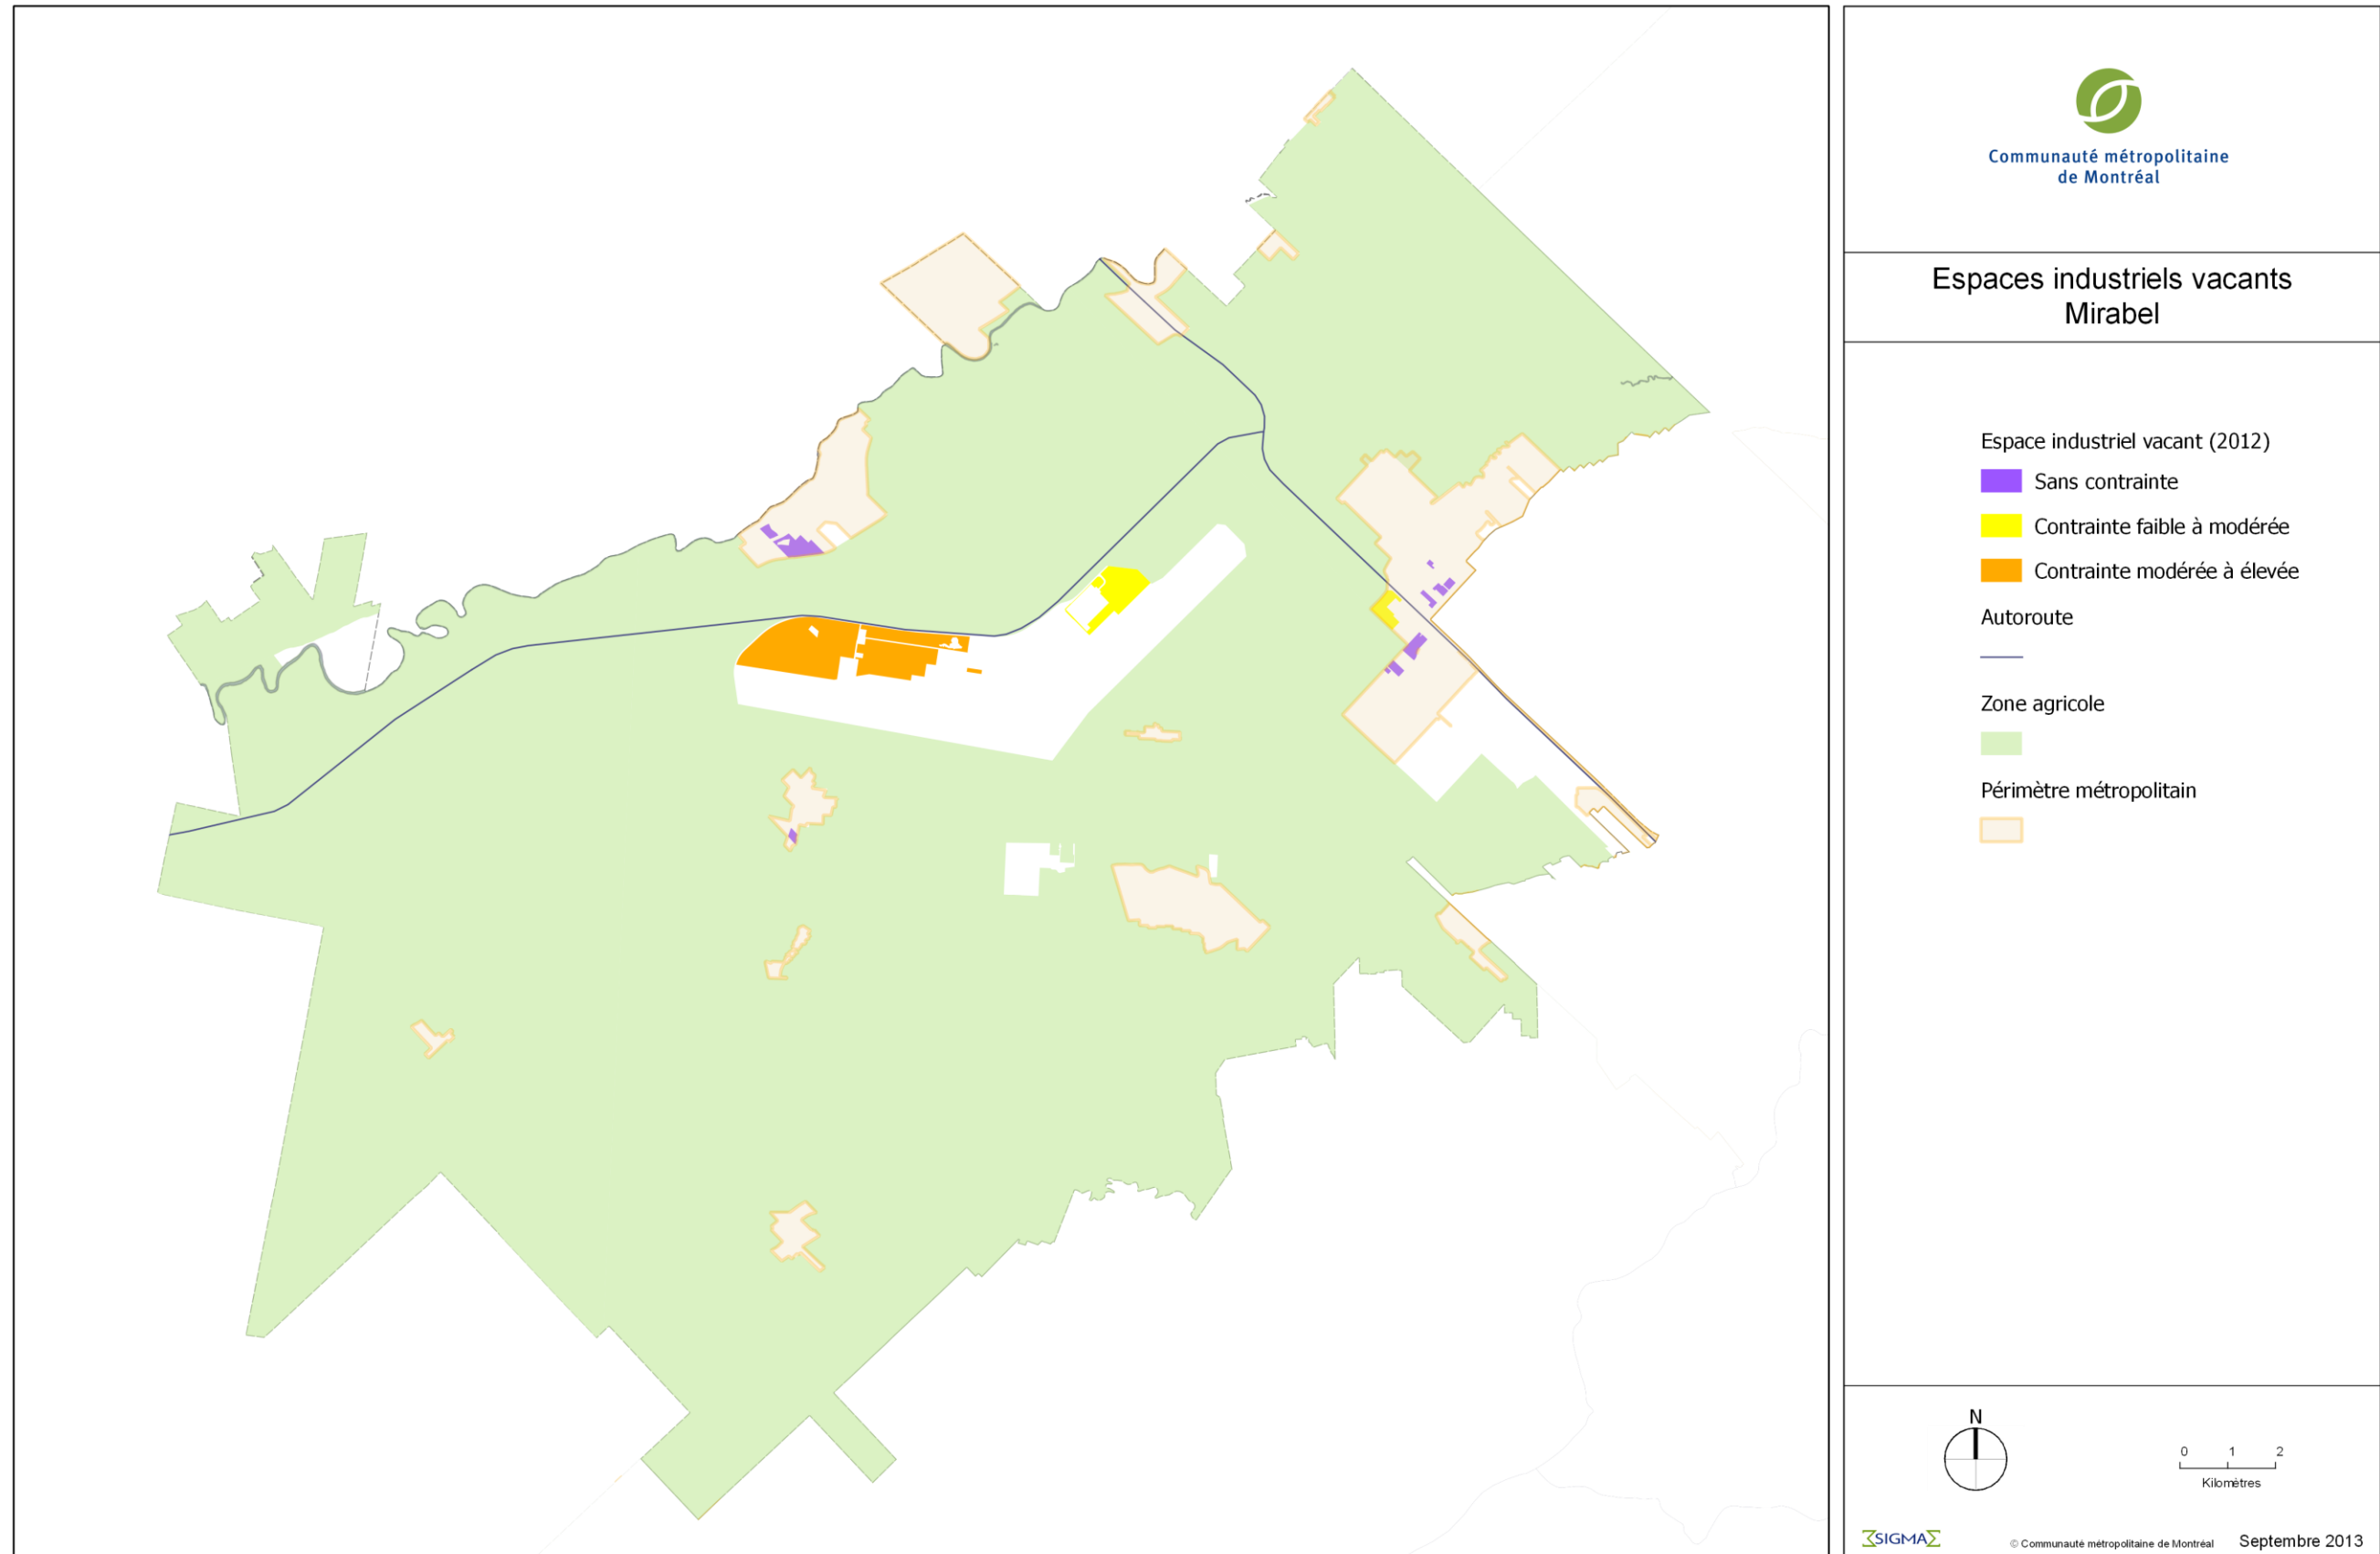 Communauté métropolitaine
de Montréal
Espaces industriels vacants
Mirabel
Espace industriel vacant (2012)
Sans contrainte
Contrainte faible à modérée
Contrainte modérée à élevée
Autoroute
Zone agricole
Périmètre métropolitain
N
0 1 2
Kilomètres
ΣSIGMAΣ
© Communauté métropolitaine de Montréal
Septembre 2013